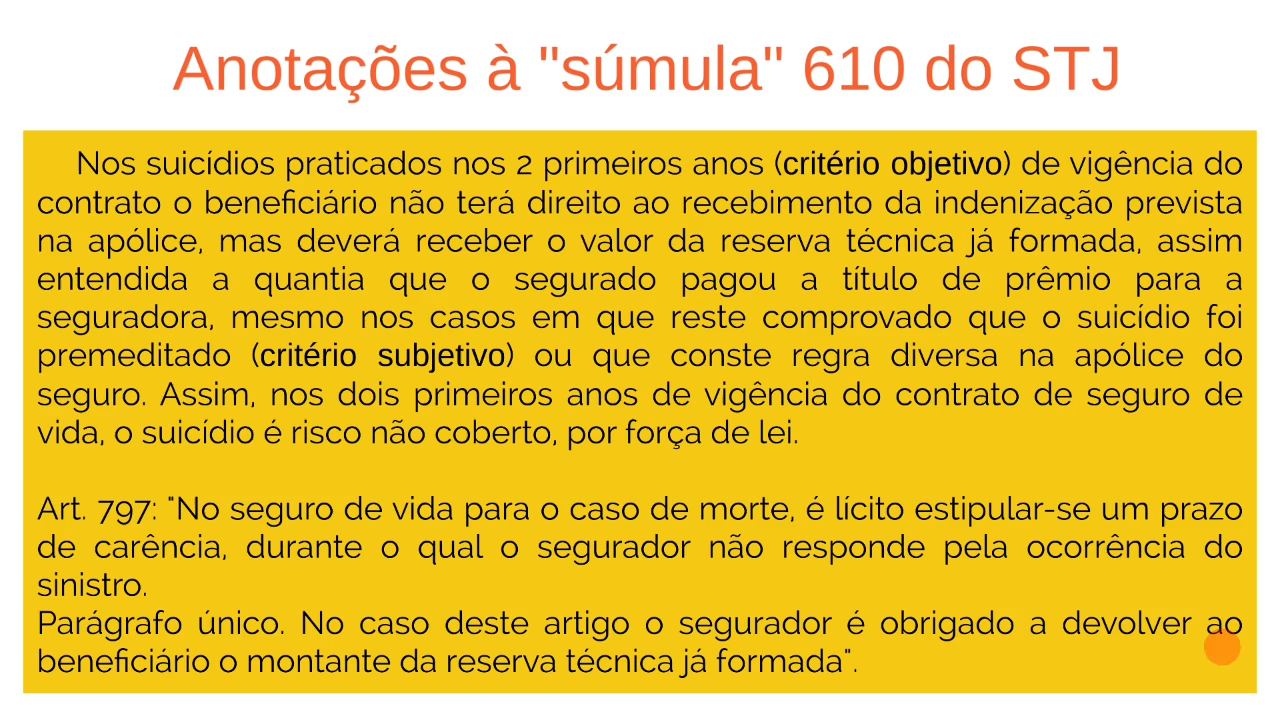 Anotações à "súmula" 610 do STJ
Nos suicídios praticados nos 2 primeiros anos (critério objetivo) de vigência do
contrato o beneficiário não terá direito ao recebimento da indenização prevista
na apólice, mas deverá receber o valor da reserva técnica já formada, assim
entendida a quantia que o segurado pagou a título de prêmio para a
seguradora, mesmo nos casos em que reste comprovado que o suicídio foi
premeditado (critério subjetivo) ou que conste regra diversa na apólice do
seguro. Assim, nos dois primeiros anos de vigência do contrato de seguro de
vida, o suicídio é risco não coberto, por força de lei.
Art. 797: "No seguro de vida para o caso de morte, é lícito estipular-se um prazo
de carência, durante o qual o segurador não responde pela ocorrência do
sinistro.
Parágrafo único. No caso deste artigo o segurador é obrigado a devolver ao
beneficiário o montante da reserva técnica já formada".